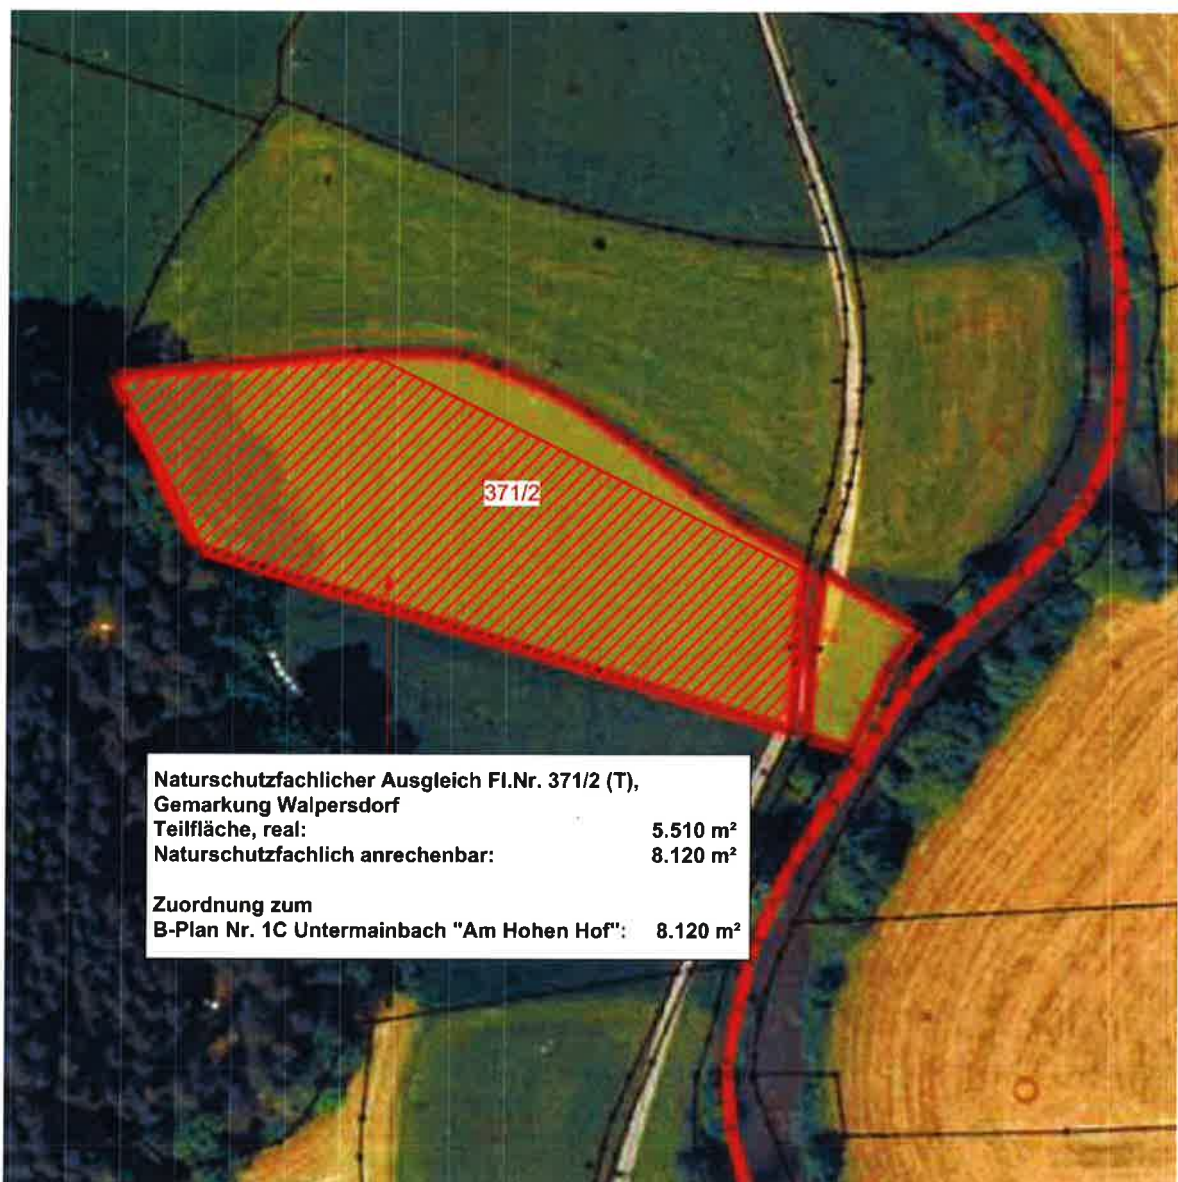 371/2
Naturschutzfachlicher Ausgleich Fl.Nr. 371/2 (T),
Gemarkung Walpersdorf
Teilfläche, real: 5.510 m²
Naturschutzfachlich anrechenbar: 8.120 m²
Zuordnung zum
B-Plan Nr. 1C Untermainbach "Am Hohen Hof": 8.120 m²